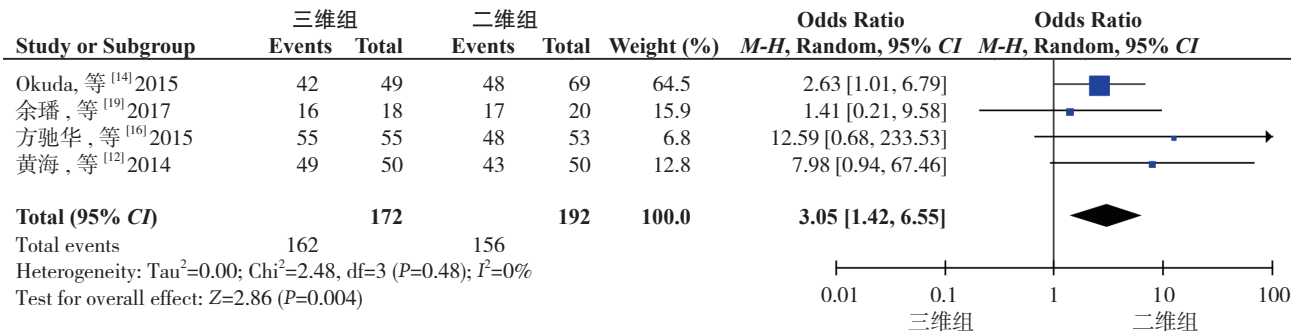 三维组 二维组 Odds Ratio Odds Ratio
Study or Subgroup Events Total Events Total Weight (%) M-H, Random, 95% CI M-H, Random, 95% CI
Okuda, 等 [14]2015 42 49 48 69 64.5 2.63 [1.01, 6.79]
余璠, 等 [19]2017 16 18 17 20 15.9 1.41 [0.21, 9.58]
方驰华, 等 [16]2015 55 55 48 53 6.8 12.59 [0.68, 233.53]
黄海, 等 [12]2014 49 50 43 50 12.8 7.98 [0.94, 67.46]
Total (95% CI) 172 192 100.0 3.05 [1.42, 6.55]
Total events 162 156
Heterogeneity: Tau²=0.00; Chi²=2.48, df=3 (P=0.48); I²=0%
Test for overall effect: Z=2.86 (P=0.004)
0.01 0.1 1 10 100
三维组 二维组